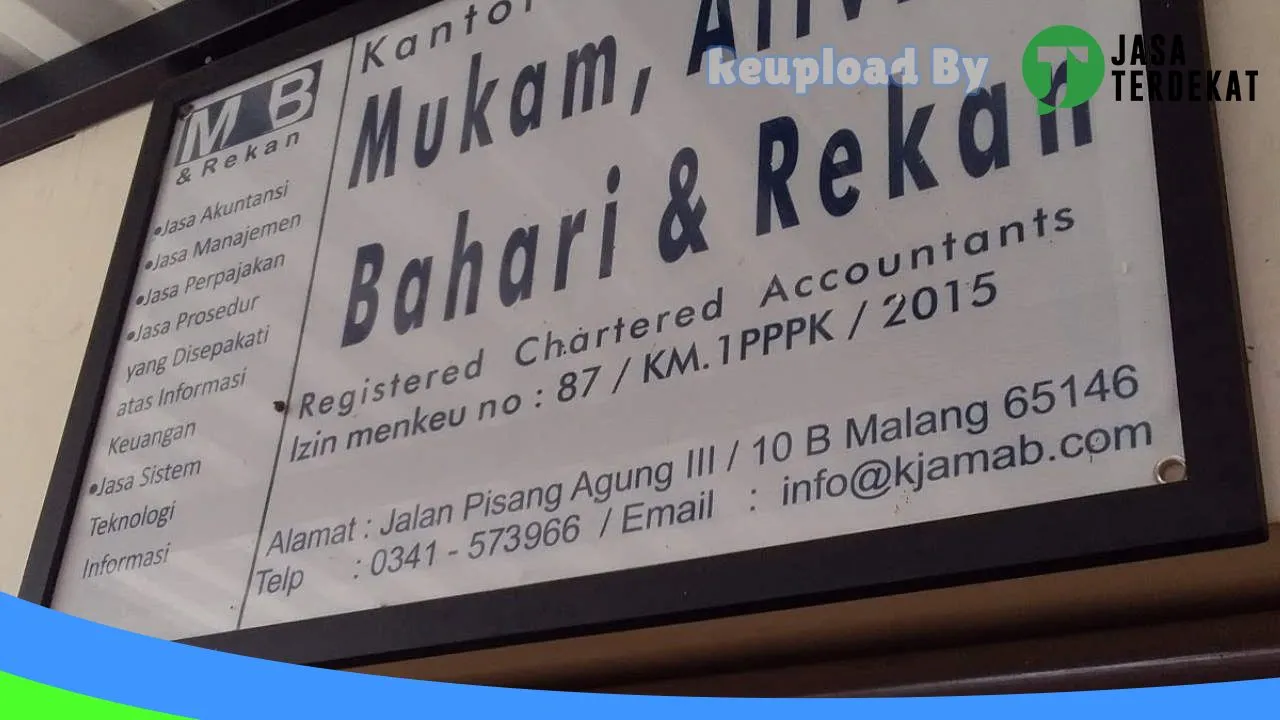 MAB
& Rekan
•Jasa Akuntansi
•Jasa Manajemen
•Jasa Perpajakan
•Jasa Prosedur
yang Disepakati
atas Informasi
Keuangan
•Jasa Sistem
Teknologi
Informasi
Kantor
Mukam,
Bahari & Rekan
Registered Chartered Accountants
Izin menkeu no : 87 / KM.1PPPK / 2015
Alamat : Jalan Pisang Agung III / 10 B Malang 65146
Telp : 0341 - 573966 / Email : info@kjamab.com
Reupload By
JASA
TERDEKAT